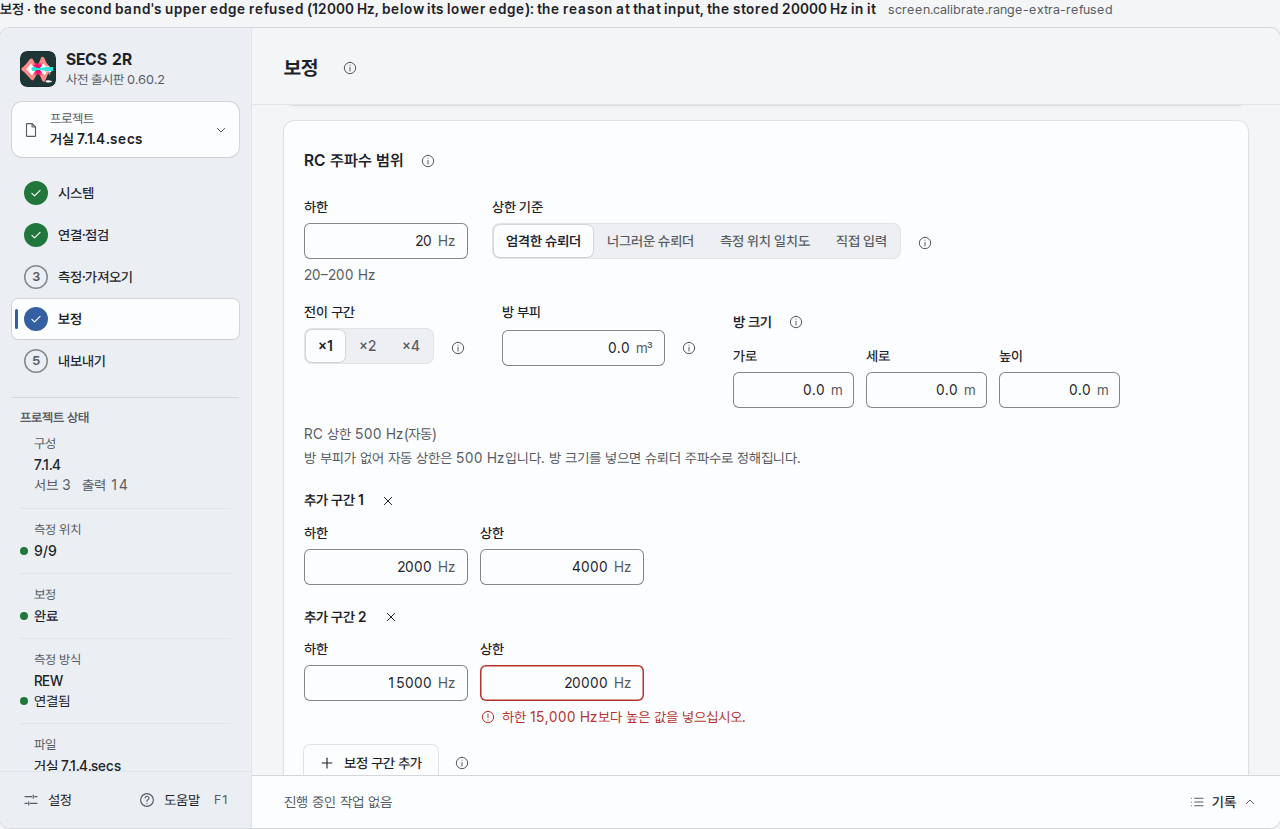 보정 · the second band's upper edge refused (12000 Hz, below its lower edge): the reason at that input, the stored 20000 Hz in it screen.calibrate.range-extra-refused
SECS 2R
사전 출시판 0.60.2
프로젝트
거실 7.1.4.secs
시스템
연결·점검
3 측정·가져오기
보정
5 내보내기
프로젝트 상태
구성
7.1.4
서브 3 출력 14
측정 위치
9/9
보정
완료
측정 방식
REW
연결됨
파일
거실 7.1.4.secs
설정 도움말 F1
보정
RC 주파수 범위
하한 상한 기준
20 Hz 엄격한 슈뢰더 너그러운 슈뢰더 측정 위치 일치도 직접 입력
20–200 Hz
전이 구간 방 부피 방 크기
×1 ×2 ×4 0.0 m³
가로 세로 높이
0.0 m 0.0 m 0.0 m
RC 상한 500 Hz(자동)
방 부피가 없어 자동 상한은 500 Hz입니다. 방 크기를 넣으면 슈뢰더 주파수로 정해집니다.
추가 구간 1
하한 상한
2000 Hz 4000 Hz
추가 구간 2
하한 상한
15000 Hz 20000 Hz
하한 15,000 Hz보다 높은 값을 넣으십시오.
보정 구간 추가
진행 중인 작업 없음 기록